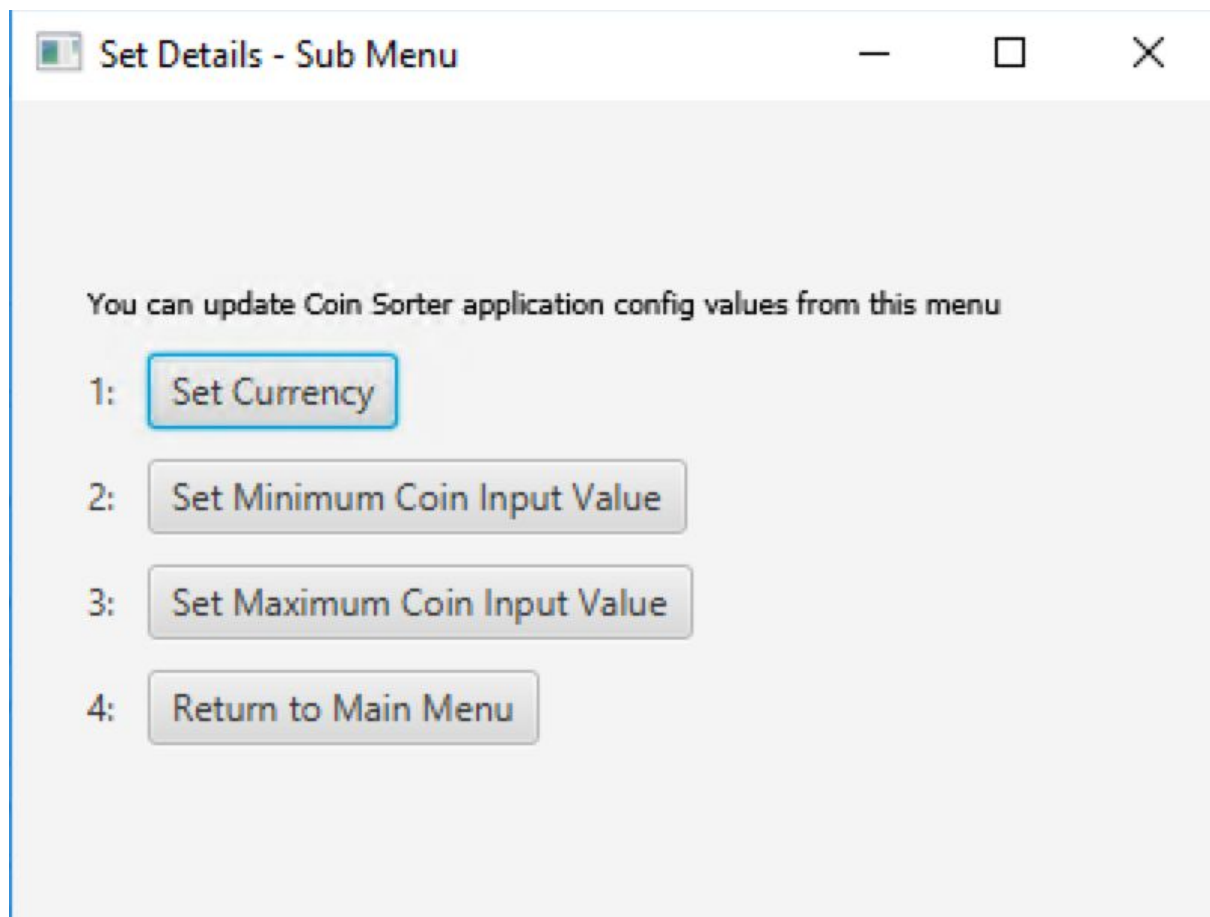 Set Details - Sub Menu
You can update Coin Sorter application config values from this menu
1: Set Currency
2: Set Minimum Coin Input Value
3: Set Maximum Coin Input Value
4: Return to Main Menu